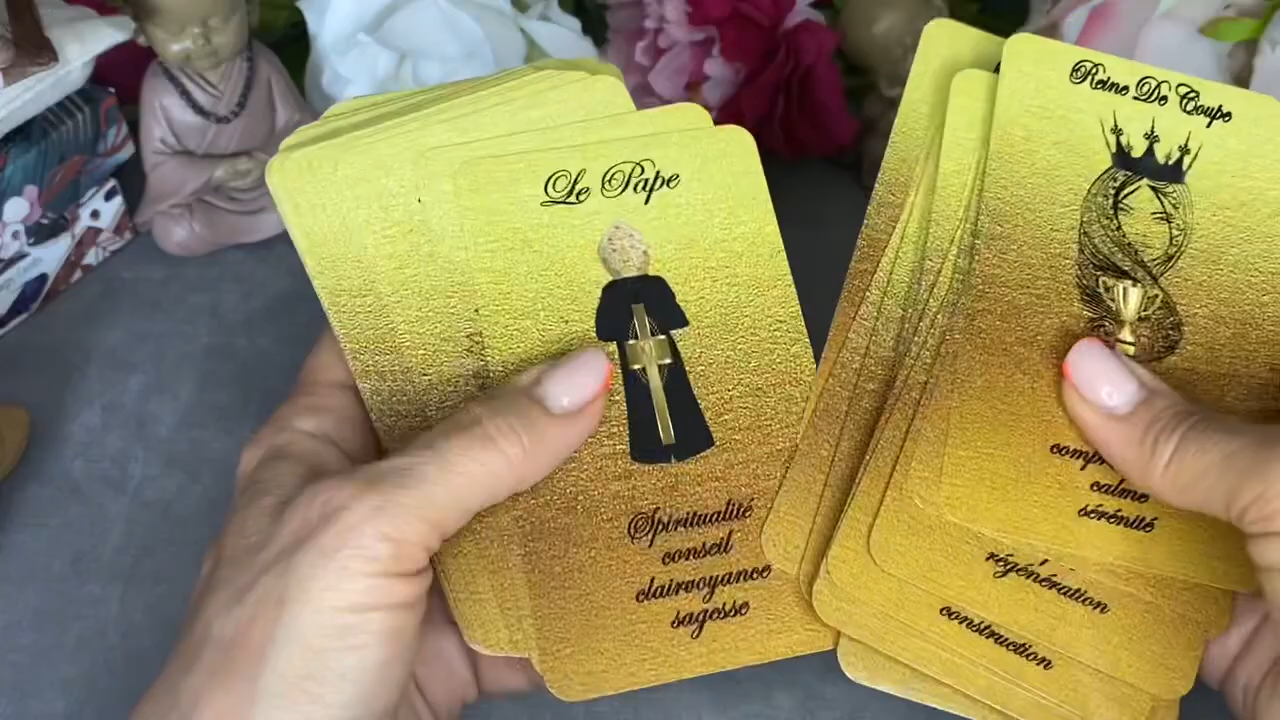 Le Pape
Spiritualité
conseil
clairvoyance
sagesse
Reine De Coupe
calme
sérénité
régénération
construction